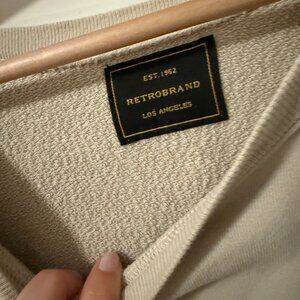 EST. 1962
RETROBRAND
LOS ANGELES